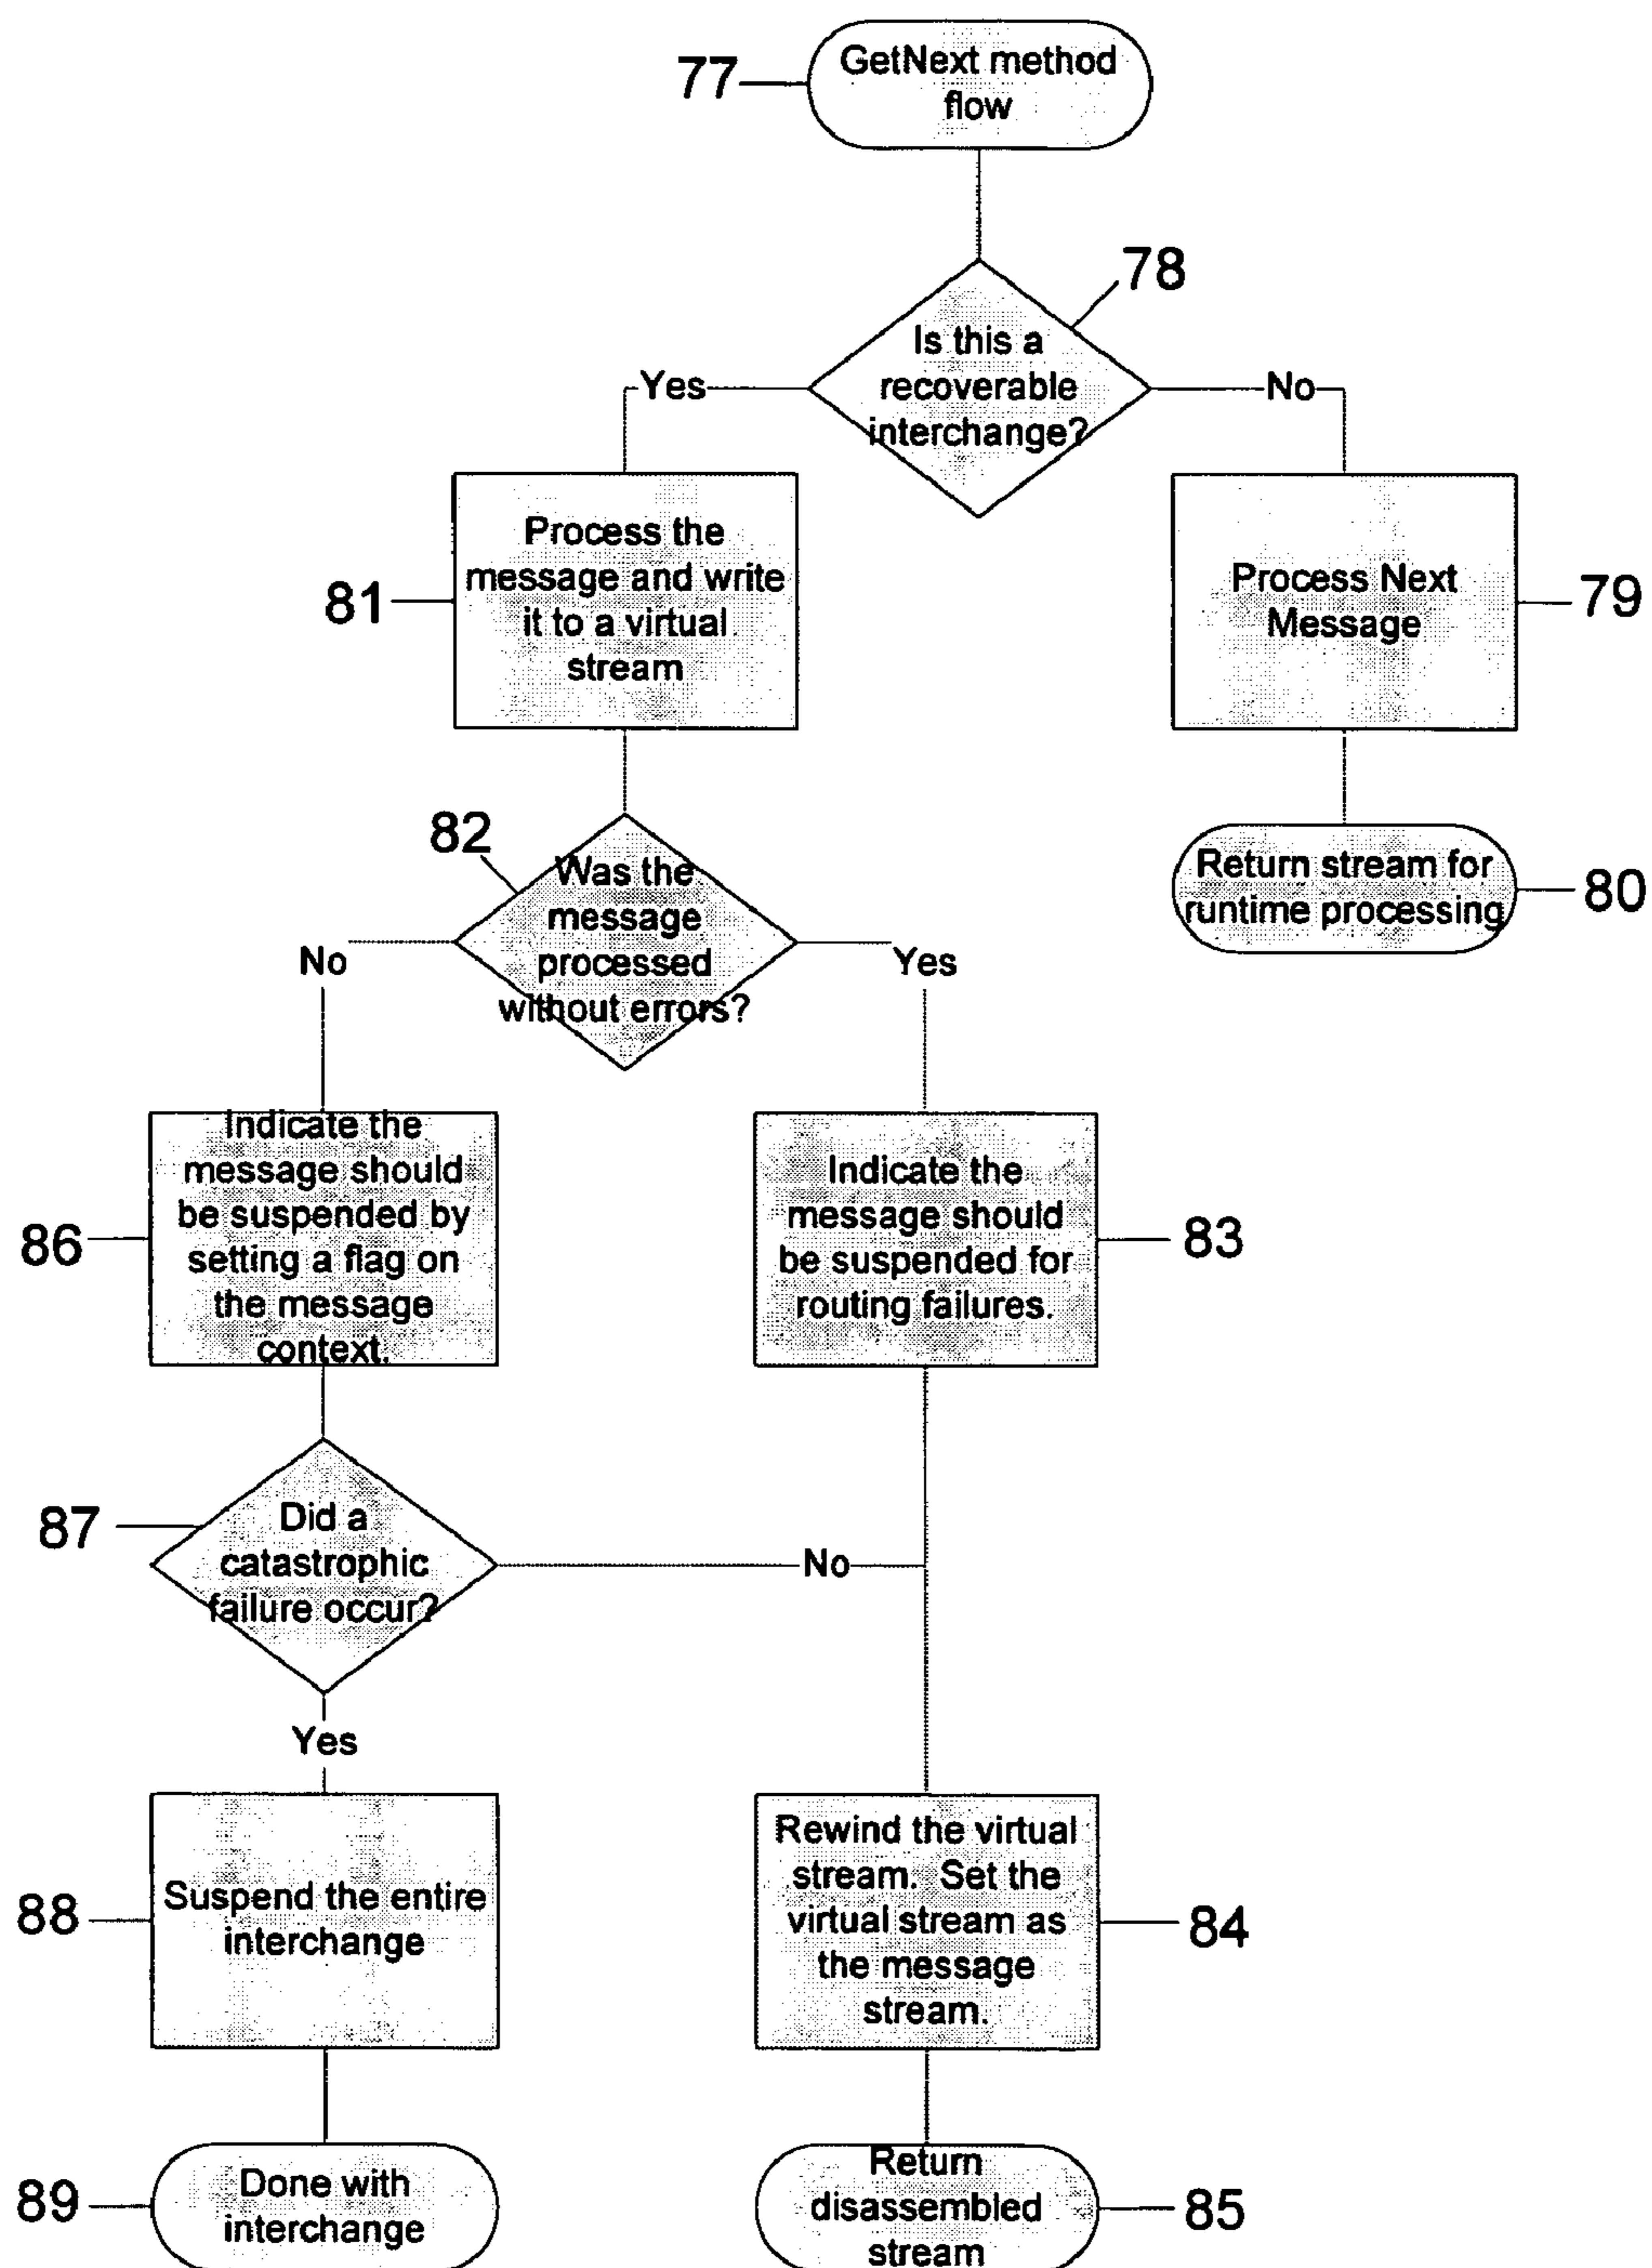 GetNext method
flow
77
78
Is this a
recoverable
interchange?
Yes
No
Process the
message and write
it to a virtual
stream
81
Process Next
Message
79
82
Was the
message
processed
without errors?
Return stream for
runtime processing
80
No
Yes
Indicate the
message should
be suspended by
setting a flag on
the message
context.
86
Indicate the
message should
be suspended for
routing failures.
83
87
Did a
catastrophic
failure occur?
No
Yes
Suspend the entire
interchange
88
Rewind the virtual
stream. Set the
virtual stream as
the message
stream.
84
Done with
interchange
89
Return
disassembled
stream
85